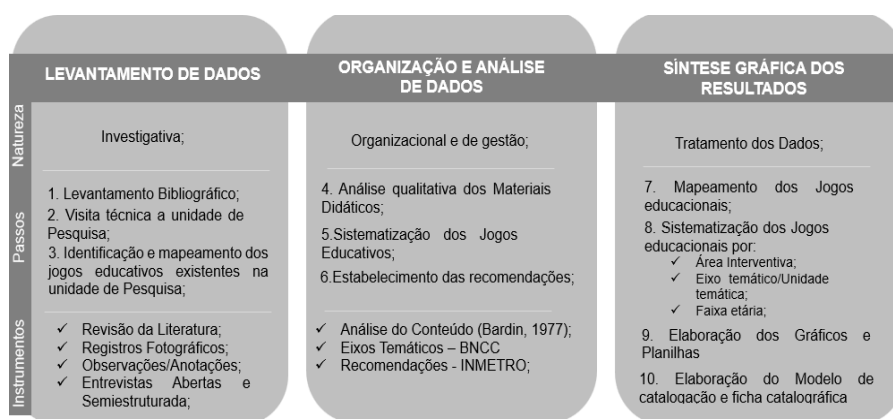 LEVANTAMENTO DE DADOS
ORGANIZAÇÃO E ANÁLISE
DE DADOS
SÍNTESE GRÁFICA DOS
RESULTADOS
Natureza
Investigativa;
Organizacional e de gestão;
Tratamento dos Dados;
Passos
1. Levantamento Bibliográfico;
2. Visita técnica a unidade de
Pesquisa;
3. Identificação e mapeamento dos
jogos educativos existentes na
unidade de Pesquisa;
4. Análise qualitativa dos Materiais
Didáticos;
5.Sistematização dos Jogos
Educativos;
6.Estabelecimento das recomendações;
7. Mapeamento dos Jogos
educacionais;
8. Sistematização dos Jogos
educacionais por:
✓ Área Interventiva;
✓ Eixo temático/Unidade
temática;
✓ Faixa etária;
9. Elaboração dos Gráficos e
Planilhas
10. Elaboração do Modelo de
catalogação e ficha catalográfica
Instrumentos
✓ Revisão da Literatura;
✓ Registros Fotográficos;
✓ Observações/Anotações;
✓ Entrevistas Abertas e
Semiestruturada;
✓ Análise do Conteúdo (Bardin, 1977);
✓ Eixos Temáticos – BNCC
✓ Recomendações - INMETRO;